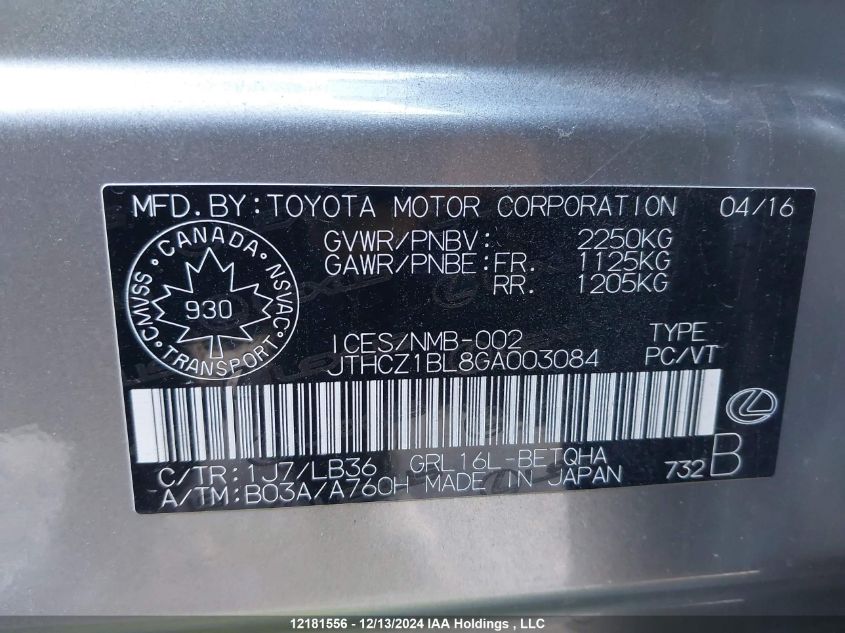 MFD.BY:TOYOTA MOTOR CORPORATION 04/16
GVWR/PNBV: 2250KG
GAWR/PNBE:FR. 1125KG
RR. 1205KG
CANADA
CMVSS
NSVAC
930
TRANSPORT
ICES/NMB-002 TYPE
JTHCZ1BL8GA003084 PC/VT
C/TR:1J7/LB36 GRL16L-BETQHA
A/TM:B03A/A760H MADE IN JAPAN 732 B
12181556 - 12/13/2024 IAA Holdings , LLC